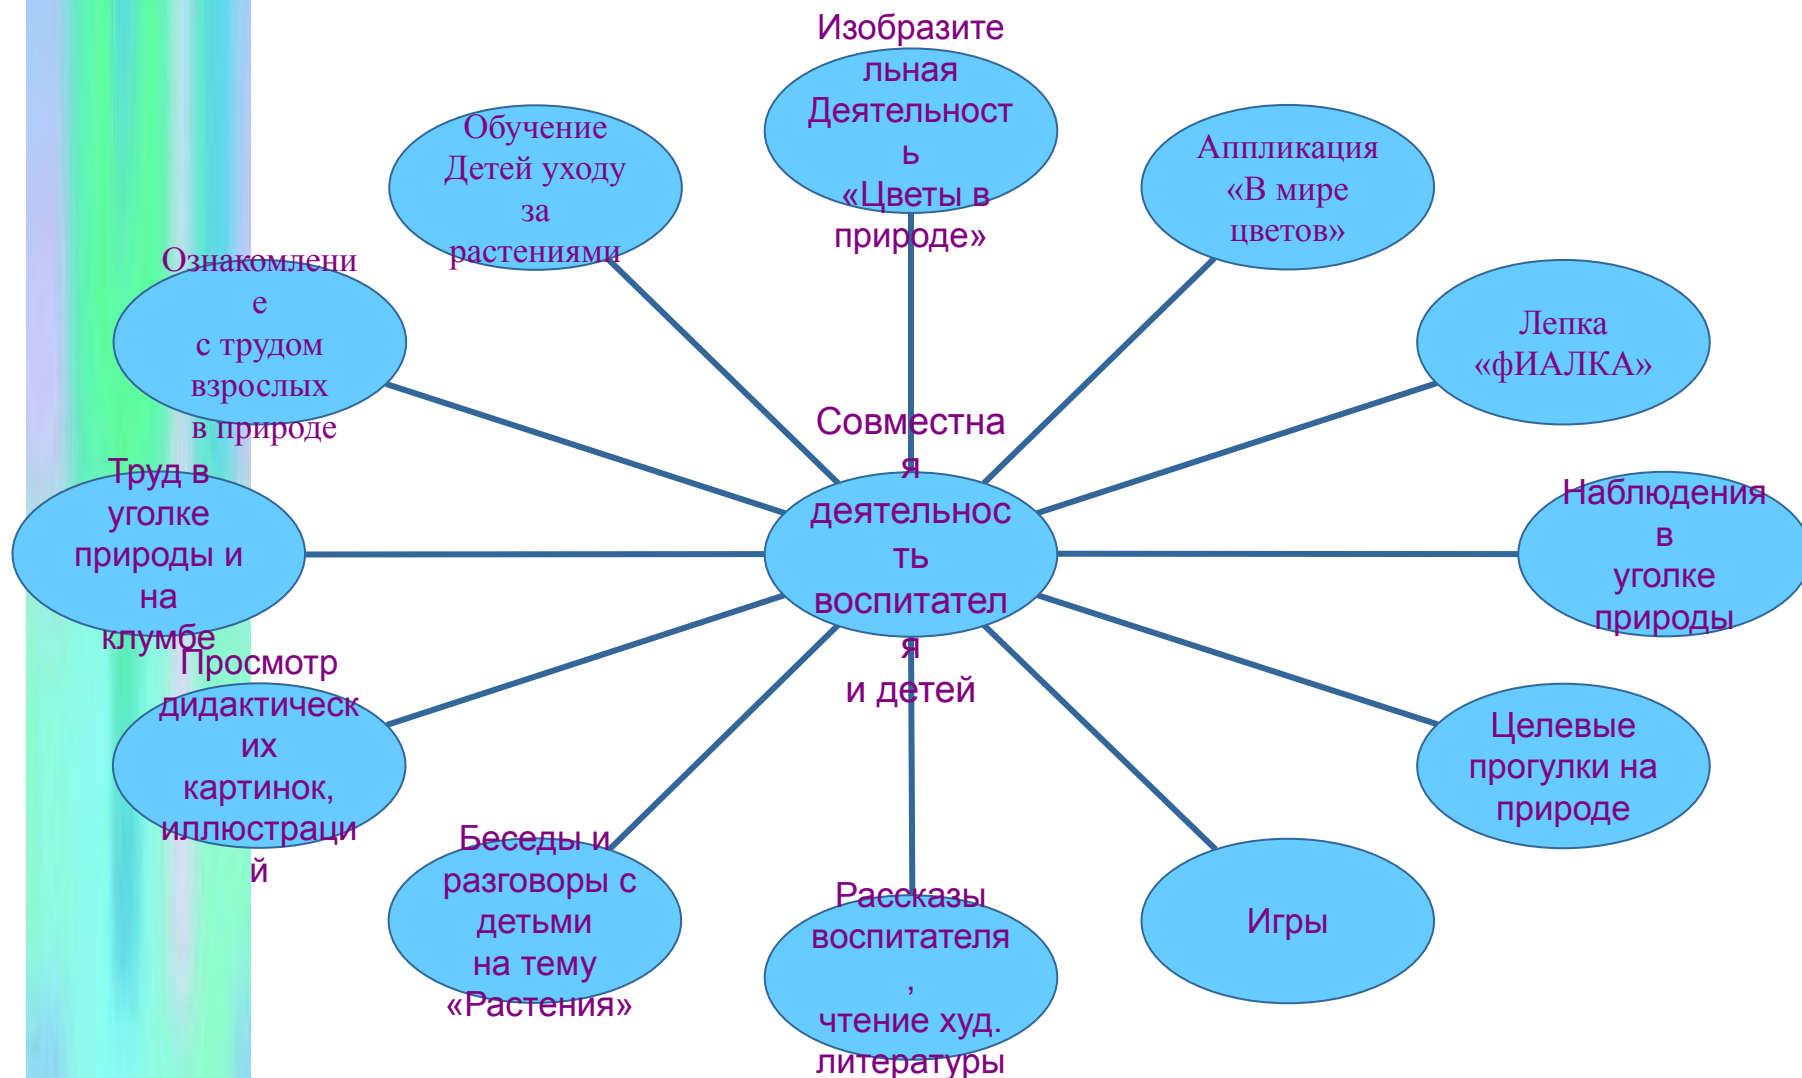 Изобразите
льная
Деятельност
ь
«Цветы в
природе»
Аппликация
«В мире
цветов»
Лепка
«фИАЛКА»
Наблюдения
в
уголке
природы
Целевые
прогулки на
природе
Игры
Рассказы
воспитателя
,
чтение худ.
литературы
Беседы и
разговоры с
детьми
на тему
«Растения»
Просмотр
дидактическ
их
картинок,
иллюстраци
й
Труд в
уголке
природы и
на
клумбе
Ознакомлени
е
с трудом
взрослых
в природе
Обучение
Детей уходу
за
растениями
Совместна
я
деятельнос
ть
воспитател
я
и детей